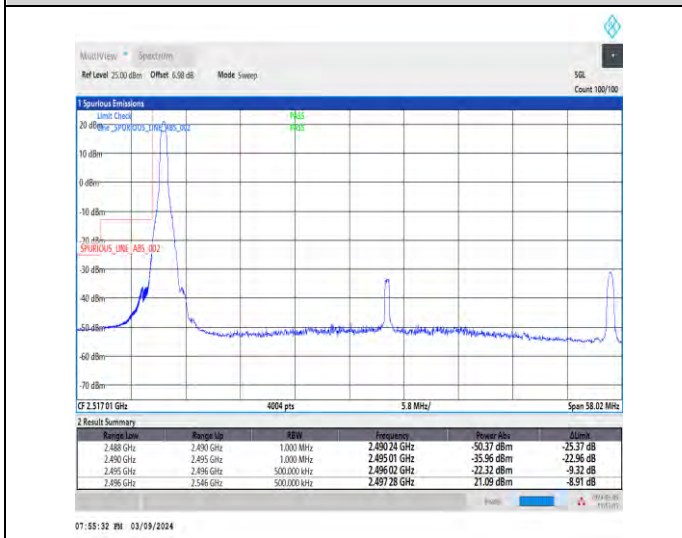 MultiView Spectrum
Ref Level 25.00 dBm Offset 6.98 dB Mode Sweep SGL
Count 100/100
1 Spurious Emissions
Limit Check PASS
20 dBm Line _SPURIOUS_LINE_ABS_002 PASS
10 dBm
0 dBm
-10 dBm
-20 dBm
SPURIOUS_LINE_ABS_002
-30 dBm
-40 dBm
-50 dBm
-60 dBm
-70 dBm
CF 2.517 01 GHz 4004 pts 5.8 MHz/ Span 58.02 MHz
2 Result Summary
Range Low Range Up RBW Frequency Power Abs ΔLimit
2.488 GHz 2.490 GHz 1.000 MHz 2.490 24 GHz -50.37 dBm -25.37 dB
2.490 GHz 2.495 GHz 1.000 MHz 2.495 01 GHz -35.96 dBm -22.96 dB
2.495 GHz 2.496 GHz 500.000 kHz 2.496 02 GHz -22.32 dBm -9.32 dB
2.496 GHz 2.546 GHz 500.000 kHz 2.497 28 GHz 21.09 dBm -8.91 dB
07:55:32 PM 03/09/2024